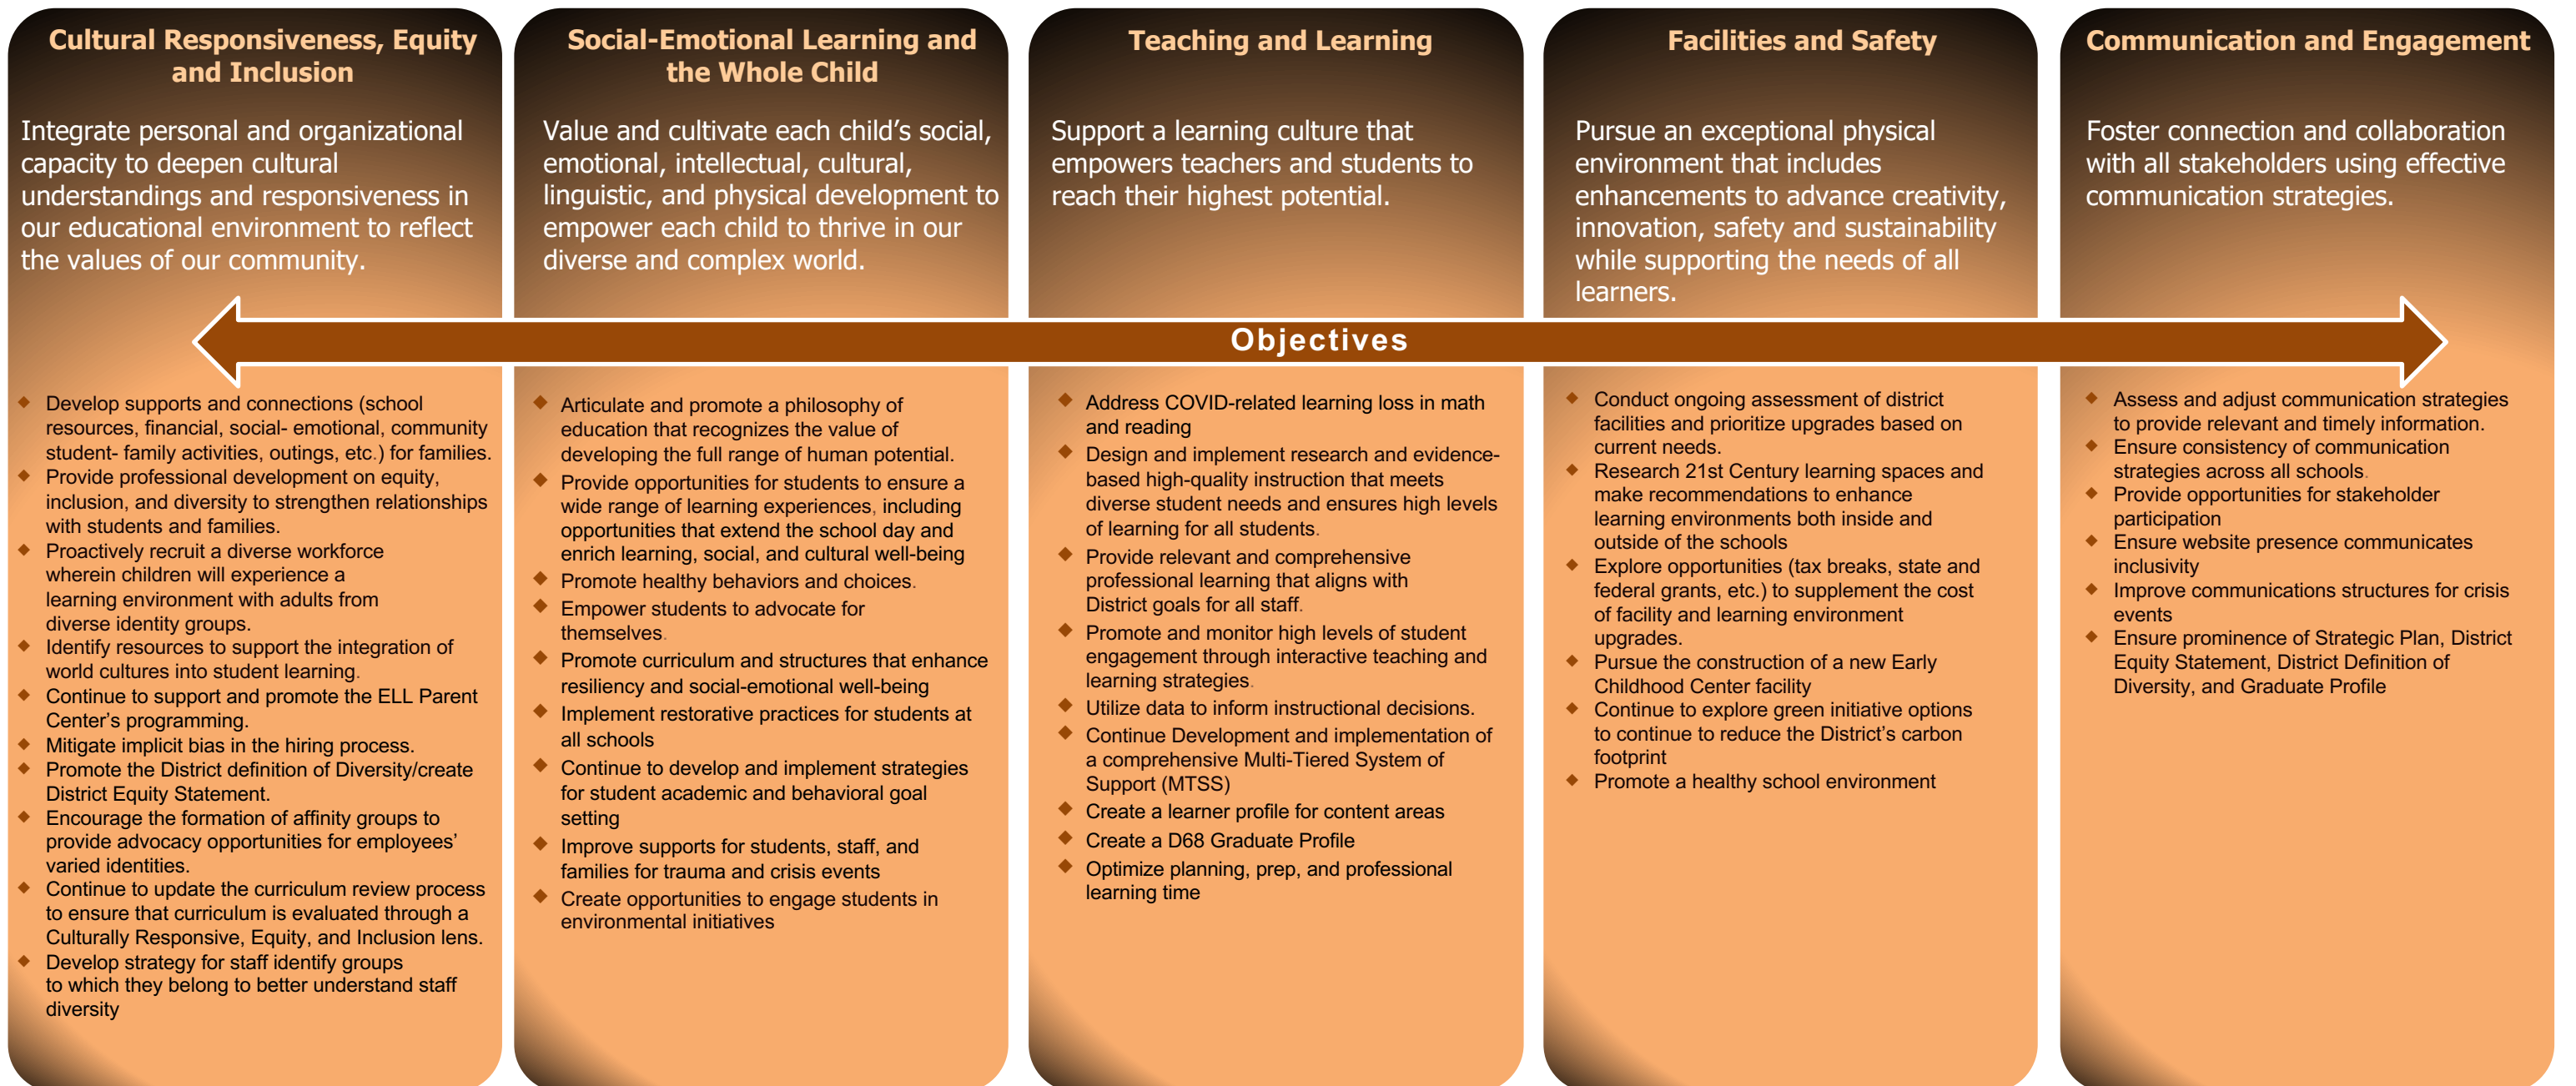 Cultural Responsiveness, Equity
and Inclusion
Integrate personal and organizational
capacity to deepen cultural
understandings and responsiveness in
our educational environment to reflect
the values of our community.
Social-Emotional Learning and
the Whole Child
Value and cultivate each child’s social,
emotional, intellectual, cultural,
linguistic, and physical development to
empower each child to thrive in our
diverse and complex world.
Teaching and Learning
Support a learning culture that
empowers teachers and students to
reach their highest potential.
Facilities and Safety
Pursue an exceptional physical
environment that includes
enhancements to advance creativity,
innovation, safety and sustainability
while supporting the needs of all
learners.
Communication and Engagement
Foster connection and collaboration
with all stakeholders using effective
communication strategies.
Objectives
◆ Develop supports and connections (school
resources, financial, social- emotional, community
student- family activities, outings, etc.) for families.
◆ Provide professional development on equity,
inclusion, and diversity to strengthen relationships
with students and families.
◆ Proactively recruit a diverse workforce
wherein children will experience a
learning environment with adults from
diverse identity groups.
◆ Identify resources to support the integration of
world cultures into student learning.
◆ Continue to support and promote the ELL Parent
Center’s programming.
◆ Mitigate implicit bias in the hiring process.
◆ Promote the District definition of Diversity/create
District Equity Statement.
◆ Encourage the formation of affinity groups to
provide advocacy opportunities for employees’
varied identities.
◆ Continue to update the curriculum review process
to ensure that curriculum is evaluated through a
Culturally Responsive, Equity, and Inclusion lens.
◆ Develop strategy for staff identify groups
to which they belong to better understand staff
diversity
◆ Articulate and promote a philosophy of
education that recognizes the value of
developing the full range of human potential.
◆ Provide opportunities for students to ensure a
wide range of learning experiences, including
opportunities that extend the school day and
enrich learning, social, and cultural well-being
◆ Promote healthy behaviors and choices.
◆ Empower students to advocate for
themselves.
◆ Promote curriculum and structures that enhance
resiliency and social-emotional well-being
◆ Implement restorative practices for students at
all schools
◆ Continue to develop and implement strategies
for student academic and behavioral goal
setting
◆ Improve supports for students, staff, and
families for trauma and crisis events
◆ Create opportunities to engage students in
environmental initiatives
◆ Address COVID-related learning loss in math
and reading
◆ Design and implement research and evidence-
based high-quality instruction that meets
diverse student needs and ensures high levels
of learning for all students.
◆ Provide relevant and comprehensive
professional learning that aligns with
District goals for all staff.
◆ Promote and monitor high levels of student
engagement through interactive teaching and
learning strategies.
◆ Utilize data to inform instructional decisions.
◆ Continue Development and implementation of
a comprehensive Multi-Tiered System of
Support (MTSS)
◆ Create a learner profile for content areas
◆ Create a D68 Graduate Profile
◆ Optimize planning, prep, and professional
learning time
◆ Conduct ongoing assessment of district
facilities and prioritize upgrades based on
current needs.
◆ Research 21st Century learning spaces and
make recommendations to enhance
learning environments both inside and
outside of the schools
◆ Explore opportunities (tax breaks, state and
federal grants, etc.) to supplement the cost
of facility and learning environment
upgrades.
◆ Pursue the construction of a new Early
Childhood Center facility
◆ Continue to explore green initiative options
to continue to reduce the District’s carbon
footprint
◆ Promote a healthy school environment
◆ Assess and adjust communication strategies
to provide relevant and timely information.
◆ Ensure consistency of communication
strategies across all schools.
◆ Provide opportunities for stakeholder
participation
◆ Ensure website presence communicates
inclusivity
◆ Improve communications structures for crisis
events
◆ Ensure prominence of Strategic Plan, District
Equity Statement, District Definition of
Diversity, and Graduate Profile